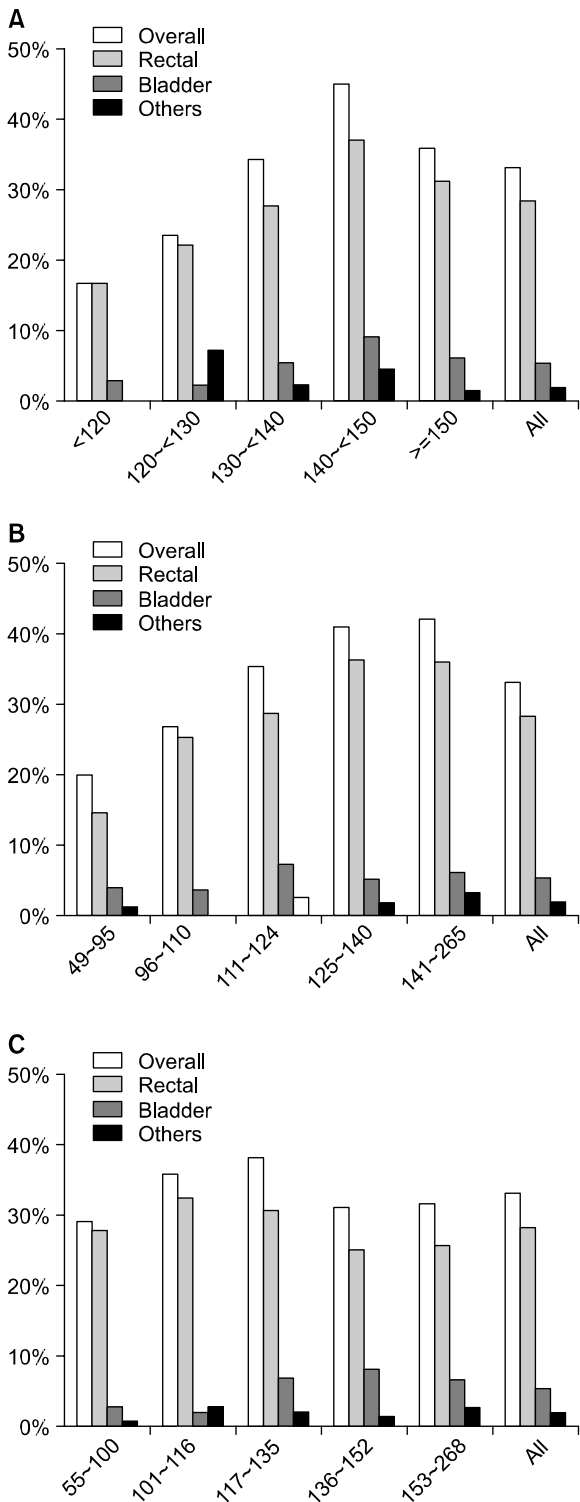 A
Overall
Rectal
Bladder
Others
50%
40%
30%
20%
10%
0%
<120
120~<130
130~<140
140~<150
>=150
All
B
Overall
Rectal
Bladder
Others
50%
40%
30%
20%
10%
0%
49~95
96~110
111~124
125~140
141~265
All
C
Overall
Rectal
Bladder
Others
50%
40%
30%
20%
10%
0%
55~100
101~116
117~135
136~152
153~268
All